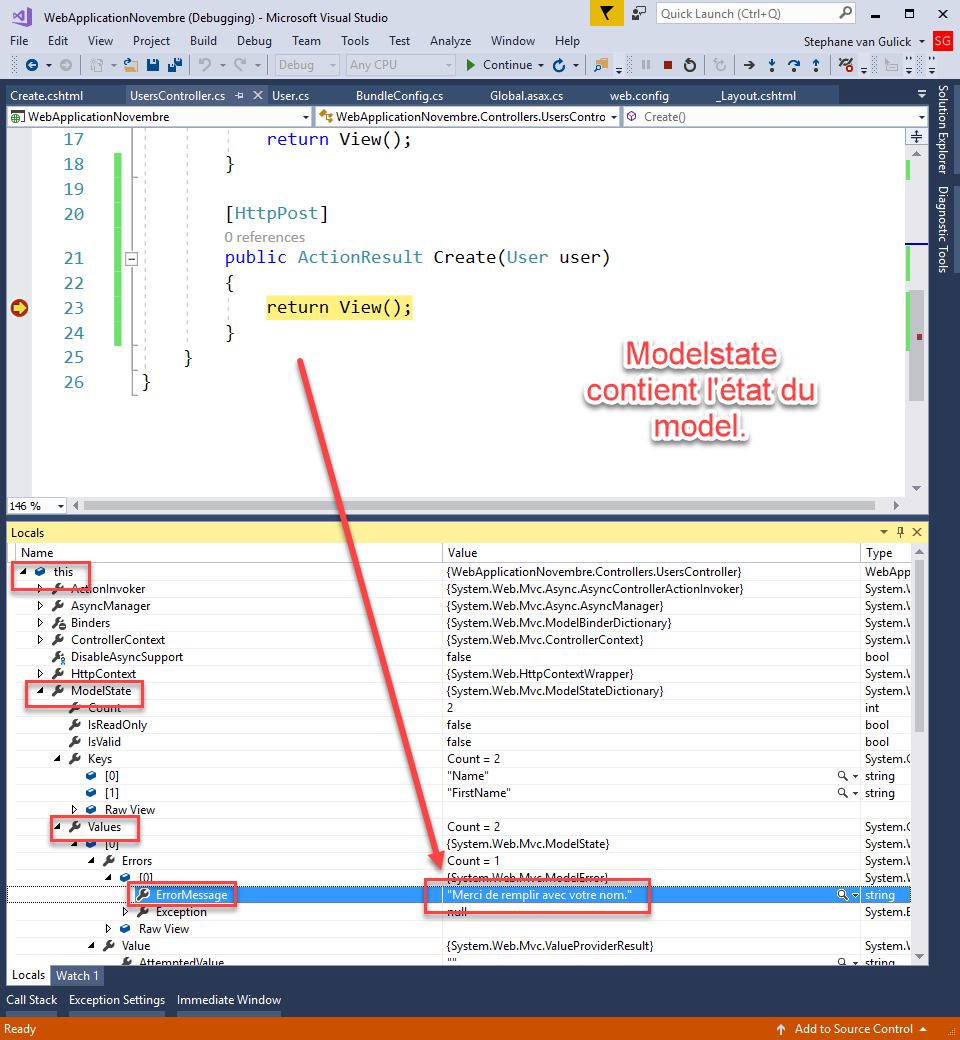 WebApplicationNovembre (Debugging) - Microsoft Visual Studio
Quick Launch (Ctrl+Q)
File Edit View Project Build Debug Team Tools Test Analyze Window Help
Stephane van Gulick SG
Debug Any CPU Continue
Create.cshtml UsersController.cs User.cs BundleConfig.cs Global.asax.cs web.config _Layout.cshtml
WebApplicationNovembre WebApplicationNovembre.Controllers.UsersContro Create()
Solution Explorer
Diagnostic Tools
17 return View();
18 }
19
20 [HttpPost]
0 references
21 public ActionResult Create(User user)
22 {
23 return View();
24 }
25 }
26 }
Modelstate
contient l'état du
model.
146 %
Locals
Name Value Type
this {WebApplicationNovembre.Controllers.UsersController} WebApp
ActionInvoker {System.Web.Mvc.Async.AsyncControllerActionInvoker} System.W
AsyncManager {System.Web.Mvc.Async.AsyncManager} System.W
Binders {System.Web.Mvc.ModelBinderDictionary} System.W
ControllerContext {System.Web.Mvc.ControllerContext} System.W
DisableAsyncSupport false bool
HttpContext {System.Web.HttpContextWrapper} System.W
ModelState {System.Web.Mvc.ModelStateDictionary} System.W
Count 2 int
IsReadOnly false bool
IsValid false bool
Keys Count = 2 System.C
[0] "Name" string
[1] "FirstName" string
Raw View
Values Count = 2 System.C
[0] {System.Web.Mvc.ModelState} System.W
Errors Count = 1 System.W
[0] {System.Web.Mvc.ModelError} System.W
ErrorMessage "Merci de remplir avec votre nom." string
Exception null System.E
Raw View
Value {System.Web.Mvc.ValueProviderResult} System.W
AttemptedValue "" string
Locals Watch 1
Call Stack Exception Settings Immediate Window
Ready Add to Source Control